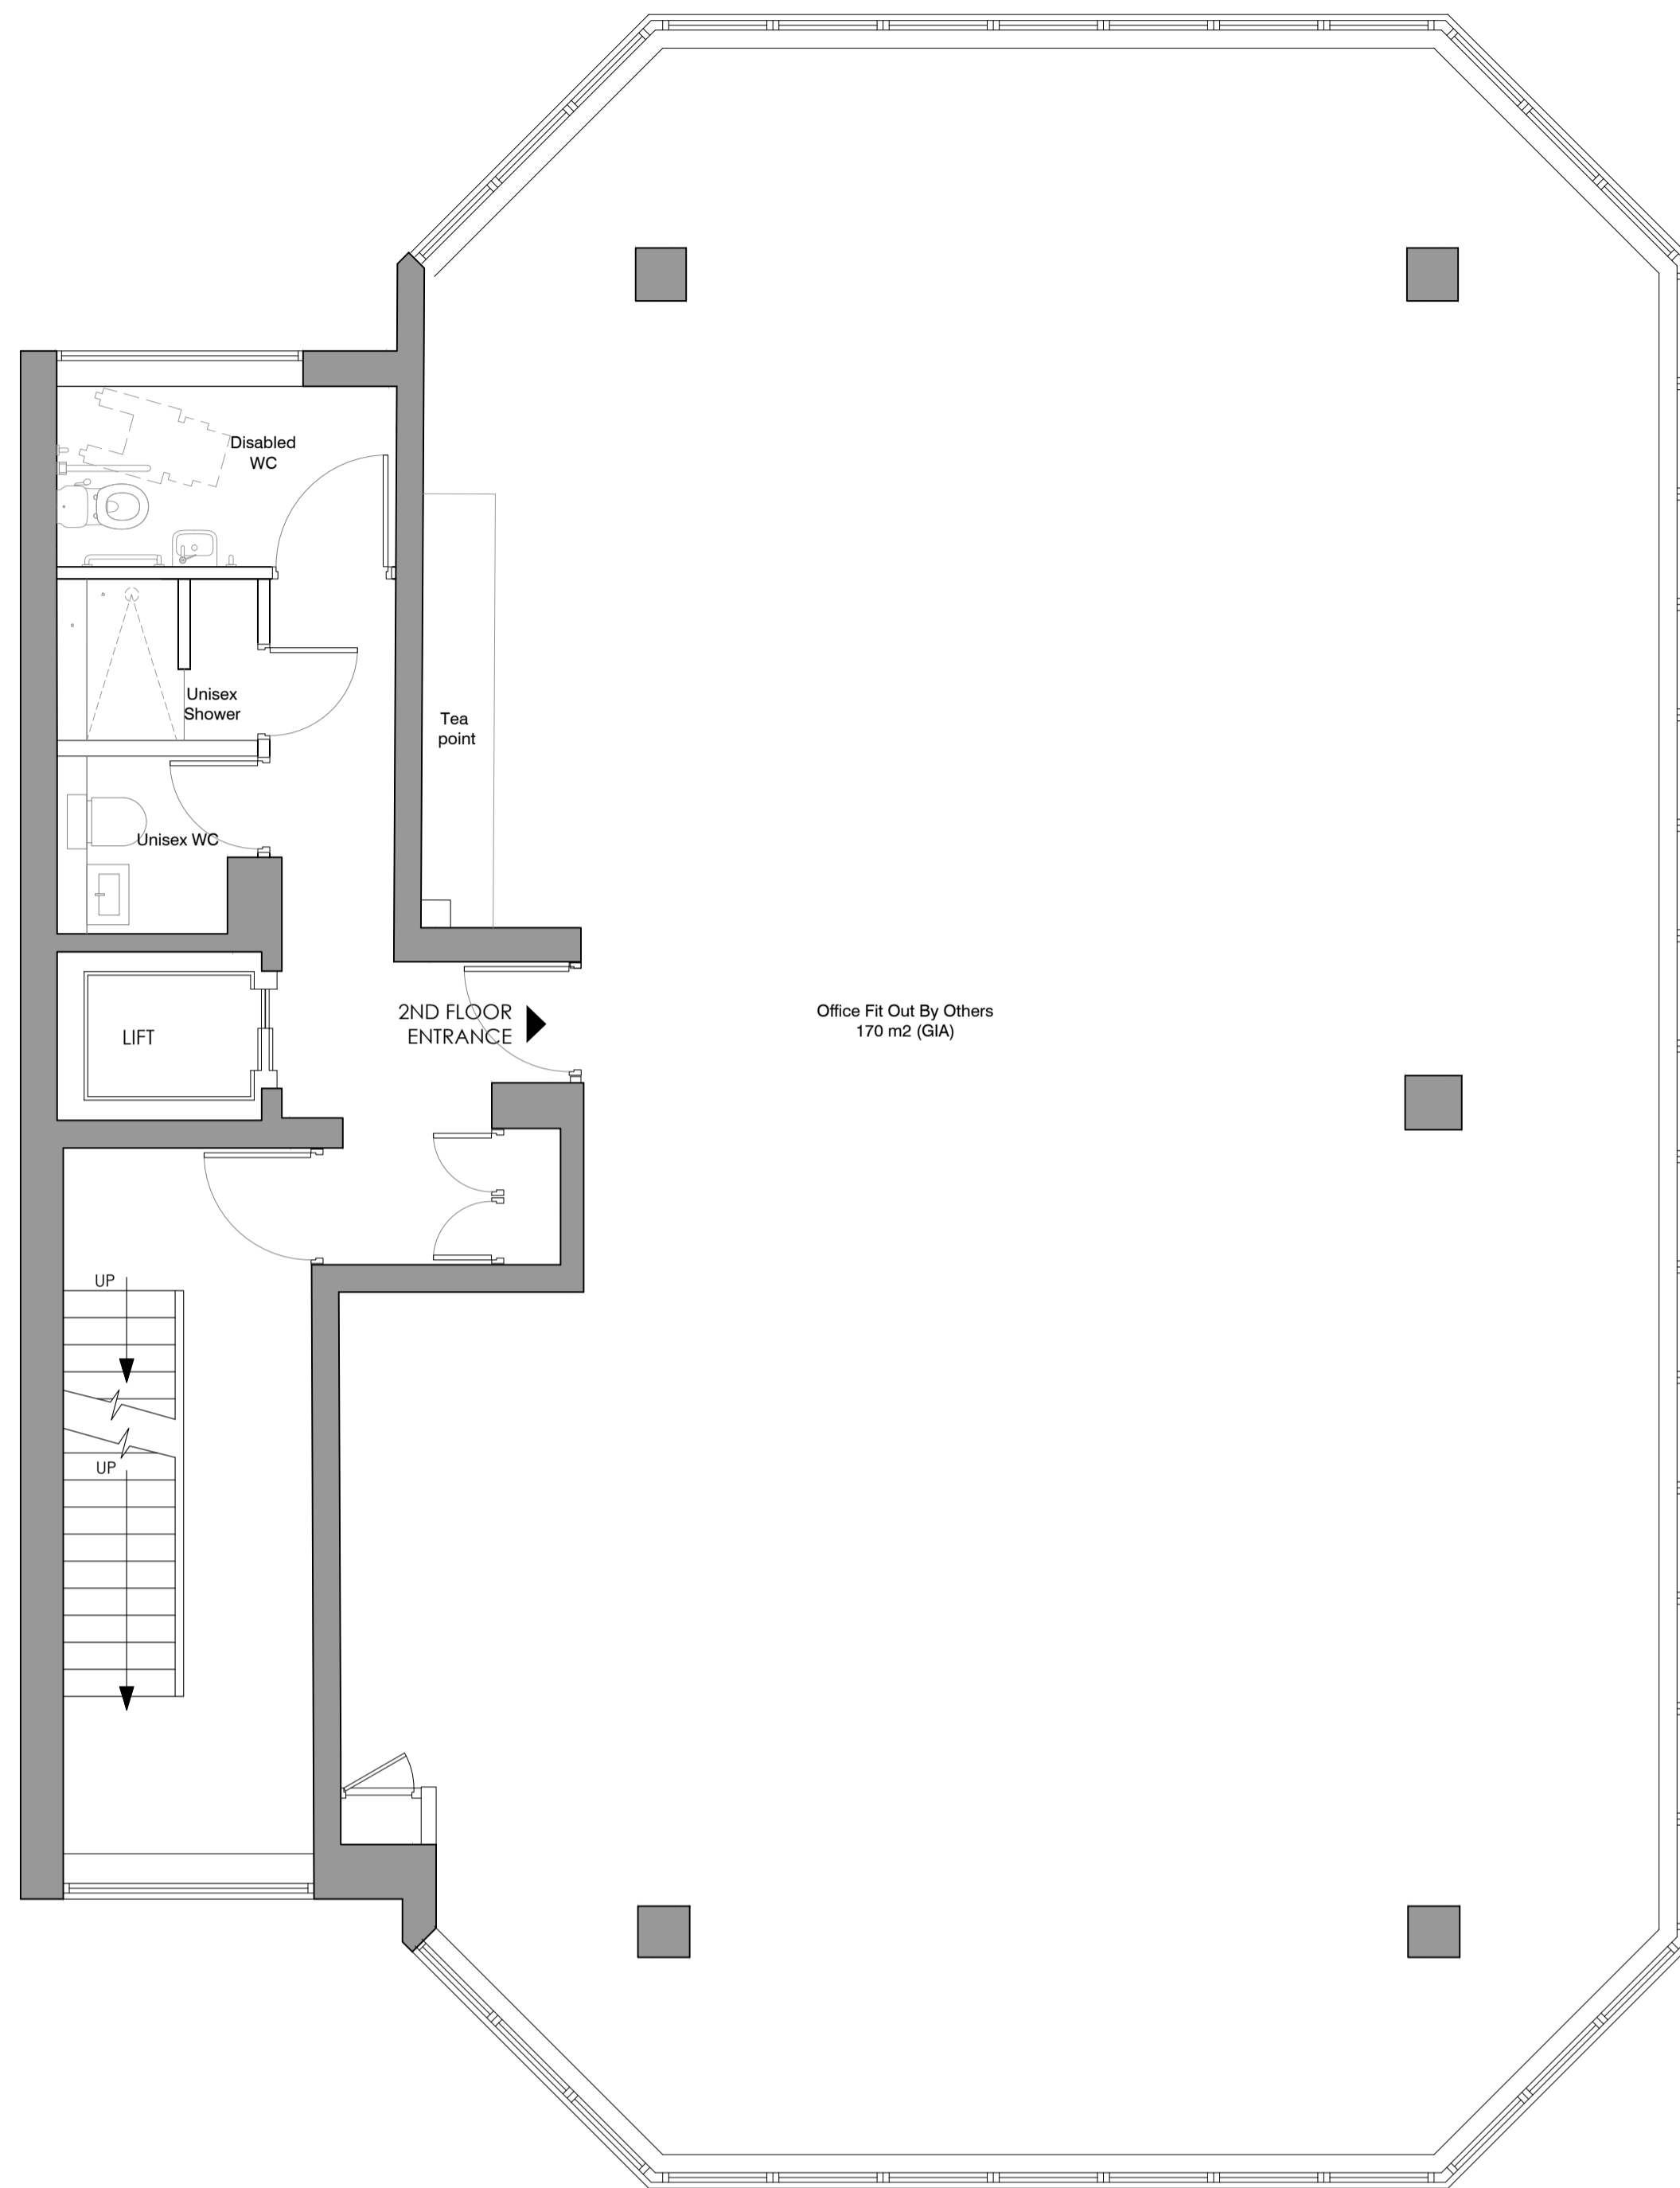 Disabled
WC
Unisex
Shower
Tea
point
Unisex WC
2ND FLOOR
ENTRANCE
Office Fit Out By Others
170 m2 (GIA)
LIFT
UP
UP